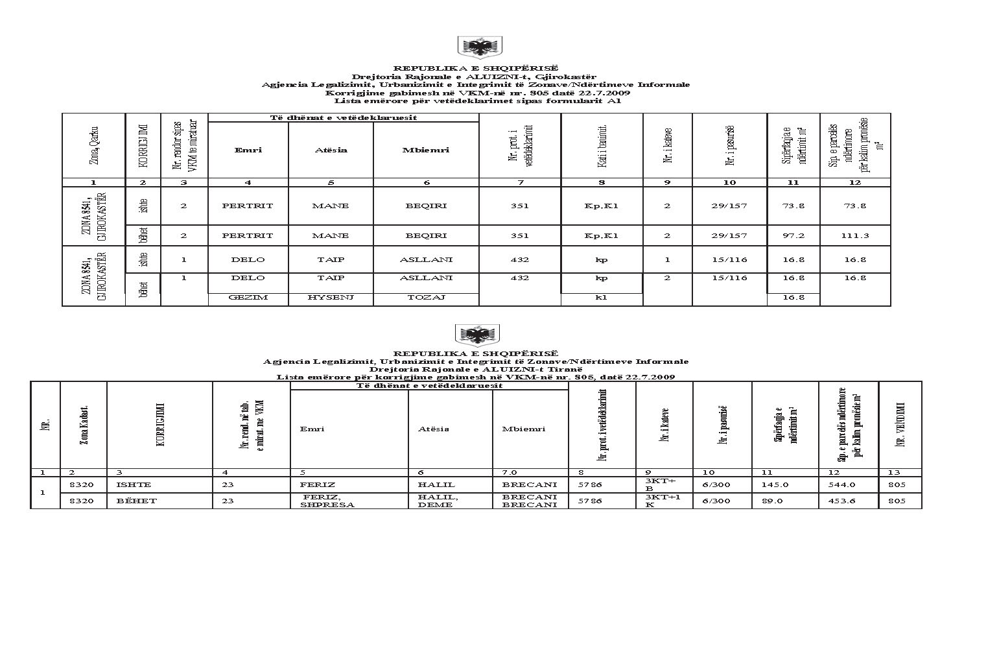 REPUBLIKA E SHQIPËRISË
Drejtoria Rajonale e ALUIZNI-t, Gjirokastër
Agjencia Legalizimit, Urbanizimit e Integrimit të Zonave/Ndërtimeve Informale
Korrigjime gabimesh në VKM-në nr. 805 datë 22.7.2009
Lista emërore për vetëdeklarimet sipas formularit A1
Zona, Qarku
KORRIGJIMI
Nr. rendor sipas
VKM te miratuar
Të dhënat e vetëdeklaruesit
Emri
Atësia
Mbiemri
Nr. prot. i
vetëdeklarimit
Kati i banimit.
Nr. i kateve
Nr. i pasurisë
Sipërfaqja e
ndërtimit m²
Sip. e parcelës
ndërtimore
për kalim pronësie
m²
1 2 3 4 5 6 7 8 9 10 11 12
ZONA 8541,
GJIROKASTËR
ishte 2 PERTRIT MANE BEQIRI 351 Kp,K1 2 29/157 73.8 73.8
bëhet 2 PERTRIT MANE BEQIRI 351 Kp,K1 2 29/157 97.2 111.3
ZONA 8541,
GJIROKASTËR
ishte 1 DELO TAIP ASLLANI 432 kp 1 15/116 16.8 16.8
bëhet 1 DELO TAIP ASLLANI 432 kp 2 15/116 16.8 16.8
GEZIM HYSENJ TOZAJ k1 16.8
REPUBLIKA E SHQIPËRISË
Agjencia Legalizimit, Urbanizimit e Integrimit të Zonave/Ndërtimeve Informale
Drejtoria Rajonale e ALUIZNI-t Tiranë
Lista emërore për korrigjime gabimesh në VKM-në nr. 805, datë 22.7.2009
NR.
Zona Kadast.
KORRIGJIMI
Nr. rend. në tab.
e mirat. me VKM
Të dhënat e vetëdeklaruesit
Emri
Atësia
Mbiemri
Nr. prot. i vetëdeklarimit
Nr. i kateve
Nr. i pasurisë
Sipërfaqja e
ndërtimit m²
Sip. e parcelës ndërtimore
për kalim pronësie m²
NR. VENDIMI
1 2 3 4 5 6 7.0 8 9 10 11 12 13
1
8320 ISHTE 23 FERIZ HALIL BRECANI 5786 3KT+
B 6/300 145.0 544.0 805
8320 BËHET 23 FERIZ,
SHPRESA HALIL,
DEME BRECANI
BRECANI 5786 3KT+1
K 6/300 89.0 453.6 805